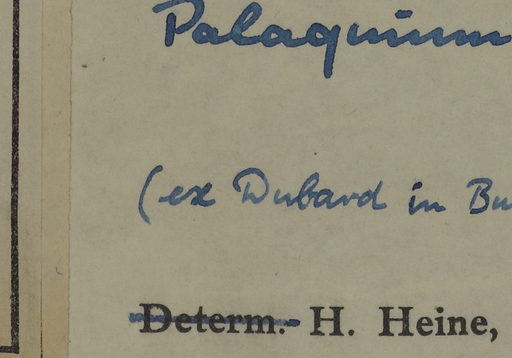 Palaquium
(ex Dubard in Bu
Determ. H. Heine,